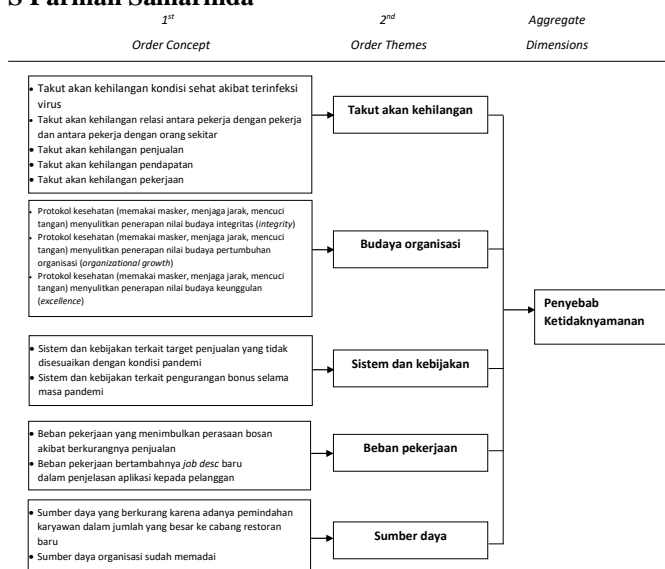 S Parman Samarinda
1st 2nd Aggregate
Order Concept Order Themes Dimensions
• Takut akan kehilangan kondisi sehat akibat terinfeksi
virus
• Takut akan kehilangan relasi antara pekerja dengan pekerja
dan antara pekerja dengan orang sekitar
• Takut akan kehilangan penjualan
• Takut akan kehilangan pendapatan
• Takut akan kehilangan pekerjaan
Takut akan kehilangan
• Protokol kesehatan (memakai masker, menjaga jarak, mencuci
tangan) menyulitkan penerapan nilai budaya integritas (integrity)
• Protokol kesehatan (memakai masker, menjaga jarak, mencuci
tangan) menyulitkan penerapan nilai budaya pertumbuhan
organisasi (organizational growth)
• Protokol kesehatan (memakai masker, menjaga jarak, mencuci
tangan) menyulitkan penerapan nilai budaya keunggulan
(excellence)
Budaya organisasi
Penyebab
Ketidaknyamanan
• Sistem dan kebijakan terkait target penjualan yang tidak
disesuaikan dengan kondisi pandemi
• Sistem dan kebijakan terkait pengurangan bonus selama
masa pandemi
Sistem dan kebijakan
• Beban pekerjaan yang menimbulkan perasaan bosan
akibat berkurangnya penjualan
• Beban pekerjaan bertambahnya job desc baru
dalam penjelasan aplikasi kepada pelanggan
Beban pekerjaan
• Sumber daya yang berkurang karena adanya pemindahan
karyawan dalam jumlah yang besar ke cabang restoran
baru
• Sumber daya organisasi sudah memadai
Sumber daya